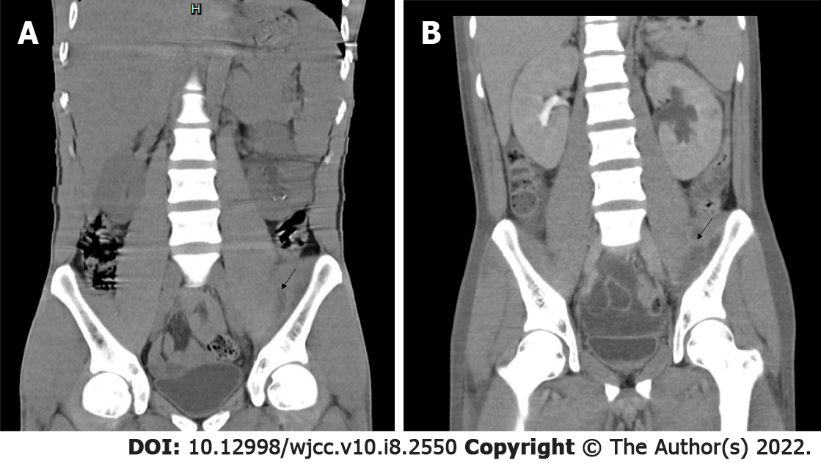 A
H
B
DOI: 10.12998/wjcc.v10.i8.2550 Copyright © The Author(s) 2022.